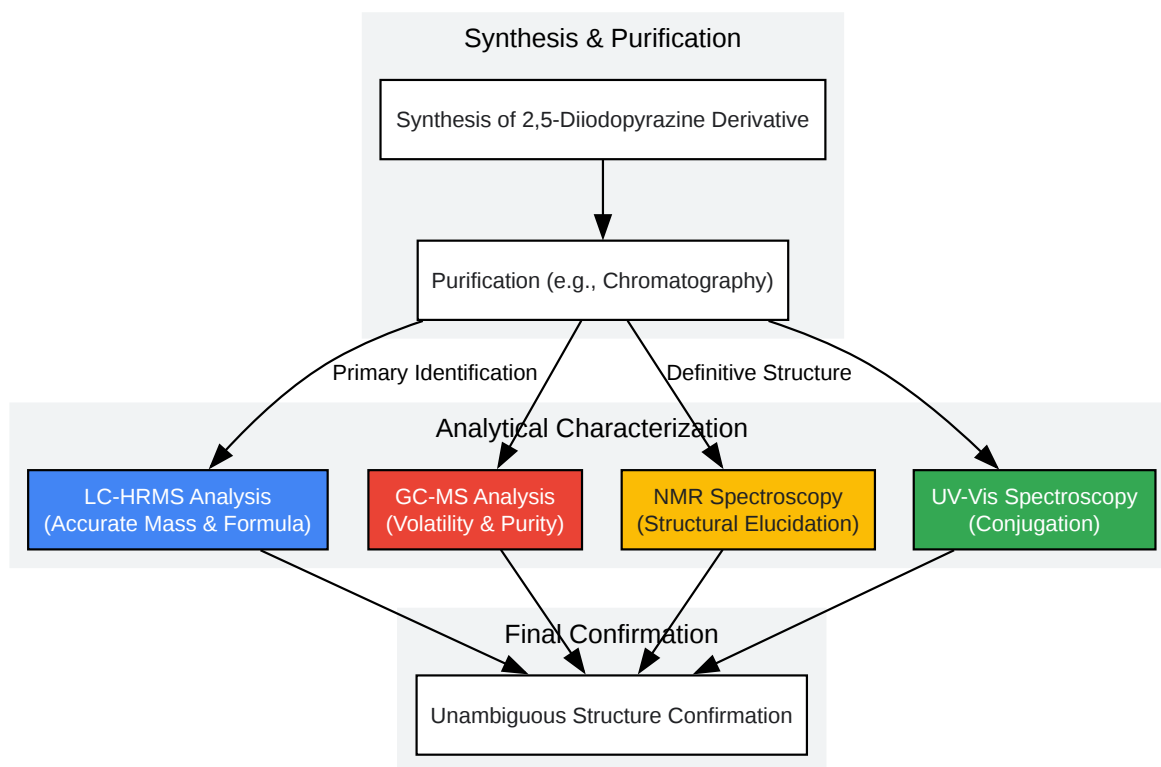 Synthesis & Purification
Synthesis of 2,5-Diiodopyrazine Derivative
Purification (e.g., Chromatography)
Primary Identification
Definitive Structure
Analytical Characterization
LC-HRMS Analysis
(Accurate Mass & Formula)
GC-MS Analysis
(Volatility & Purity)
NMR Spectroscopy
(Structural Elucidation)
UV-Vis Spectroscopy
(Conjugation)
Final Confirmation
Unambiguous Structure Confirmation